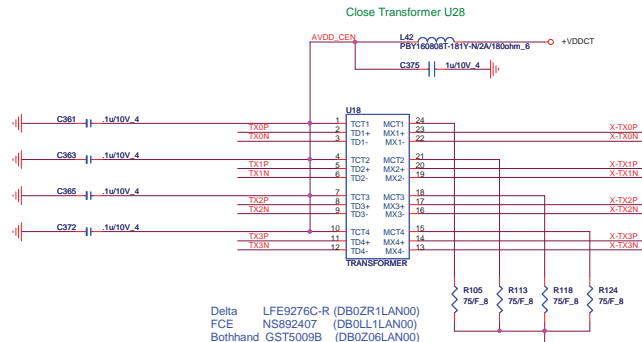 Close Transformer U28
AVDD_CEN
L42
PBY160808T-181Y-N/2A/180ohm_6
+VDDCT
C375
1u/10V_4
U18
C361 .1u/10V_4
C363 .1u/10V_4
C365 .1u/10V_4
C372 .1u/10V_4
1 TCT1 MCT1 24
TX0P 2 TD1+ MX1+ 23 X-TX0P
TX0N 3 TD1- MX1- 22 X-TX0N
4 TCT2 MCT2 21
TX1P 5 TD2+ MX2+ 20 X-TX1P
TX1N 6 TD2- MX2- 19 X-TX1N
7 TCT3 MCT3 18
TX2P 8 TD3+ MX3+ 17 X-TX2P
TX2N 9 TD3- MX3- 16 X-TX2N
10 TCT4 MCT4 15
TX3P 11 TD4+ MX4+ 14 X-TX3P
TX3N 12 TD4- MX4- 13 X-TX3N
TRANSFORMER
R105 R113 R118 R124
75/F_8 75/F_8 75/F_8 75/F_8
Delta LFE9276C-R (DB0ZR1LAN00)
FCE NS892407 (DB0LL1LAN00)
Bothhand GST5009B (DB0Z06LAN00)